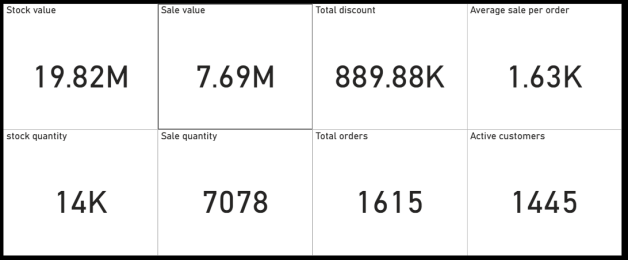 Stock value
19.82M
Sale value
7.69M
Total discount
889.88K
Average sale per order
1.63K
stock quantity
14K
Sale quantity
7078
Total orders
1615
Active customers
1445